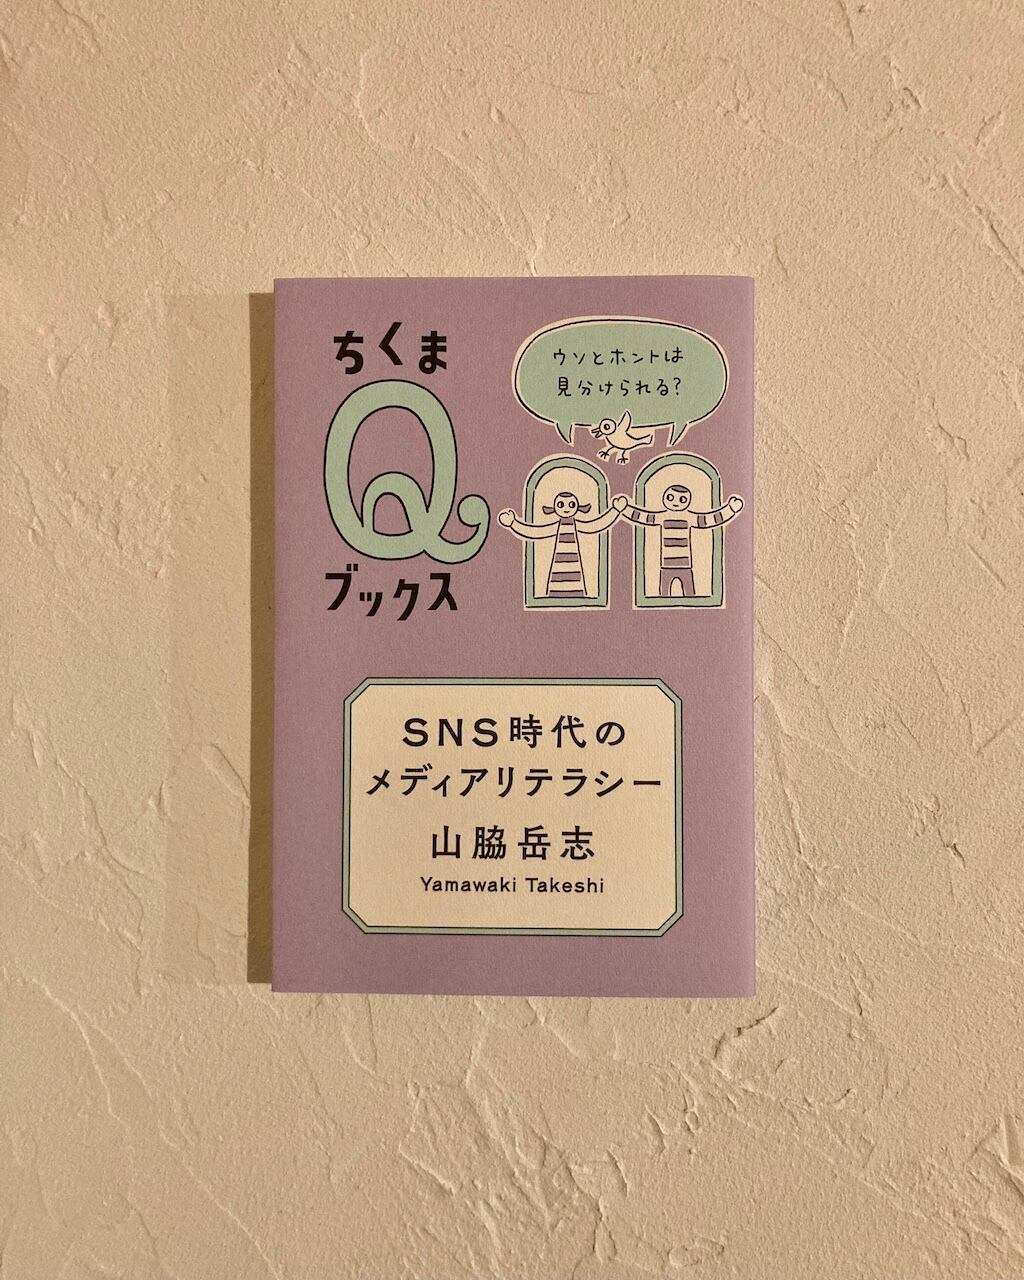 ちくま
Q
ブックス
ウソとホントは
見分けられる?
SNS時代の
メディアリテラシー
山脇岳志
Yamawaki Takeshi